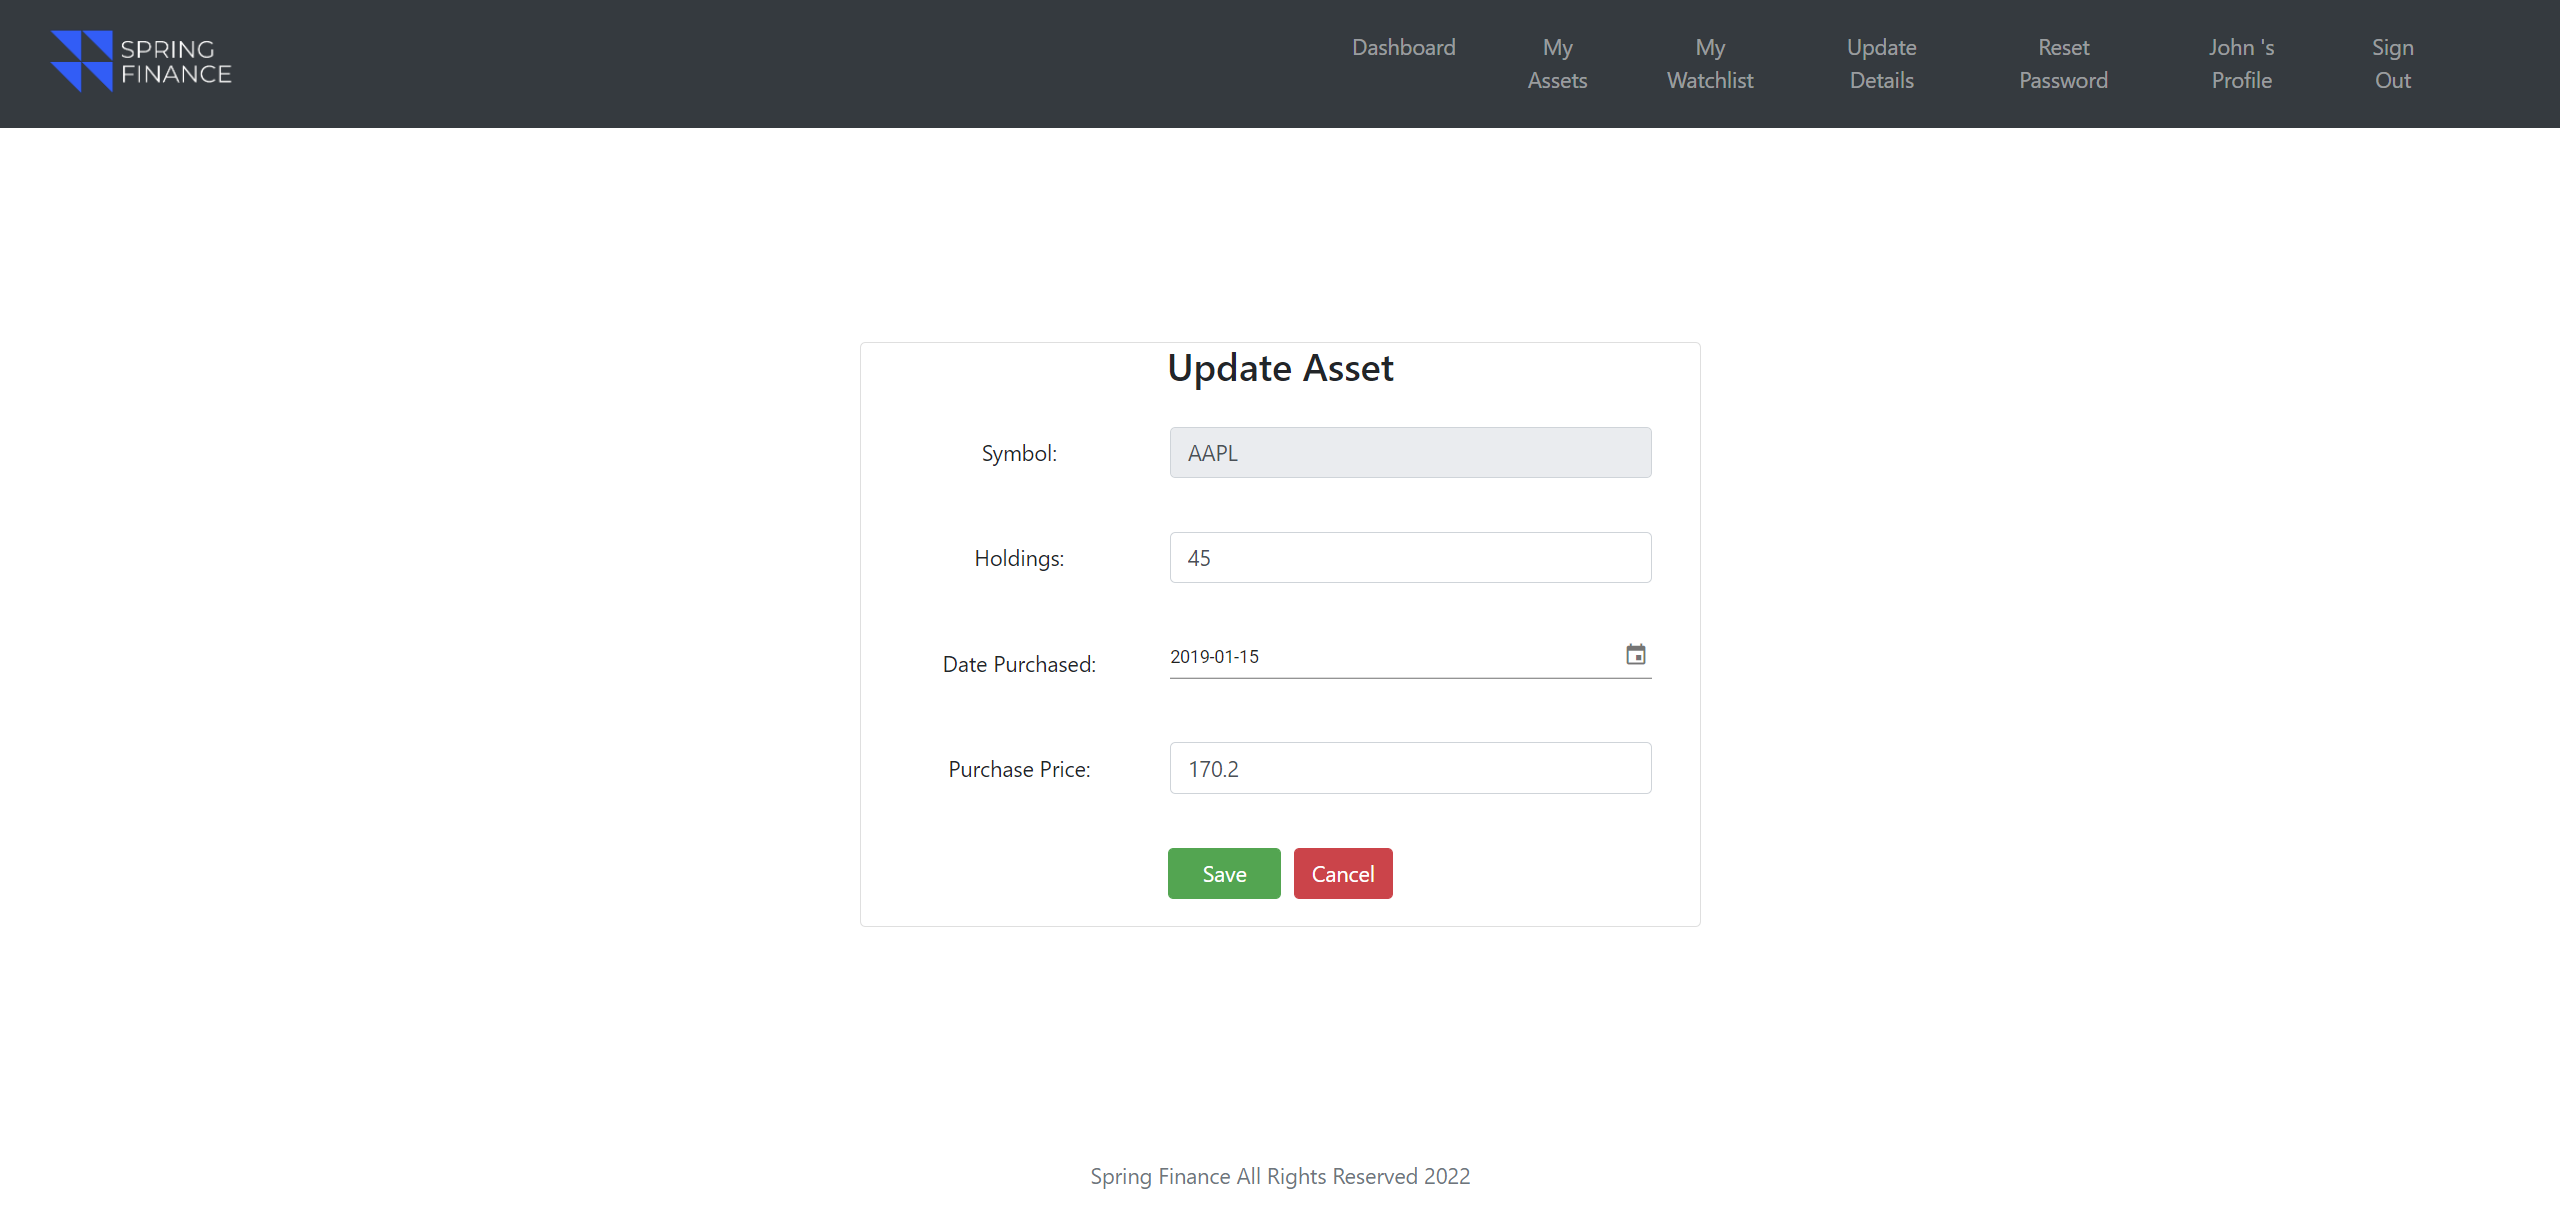 SPRING
FINANCE
Dashboard
My
Assets
My
Watchlist
Update
Details
Reset
Password
John 's
Profile
Sign
Out
Update Asset
Symbol:
AAPL
Holdings:
45
Date Purchased:
2019-01-15
Purchase Price:
170.2
Save
Cancel
Spring Finance All Rights Reserved 2022